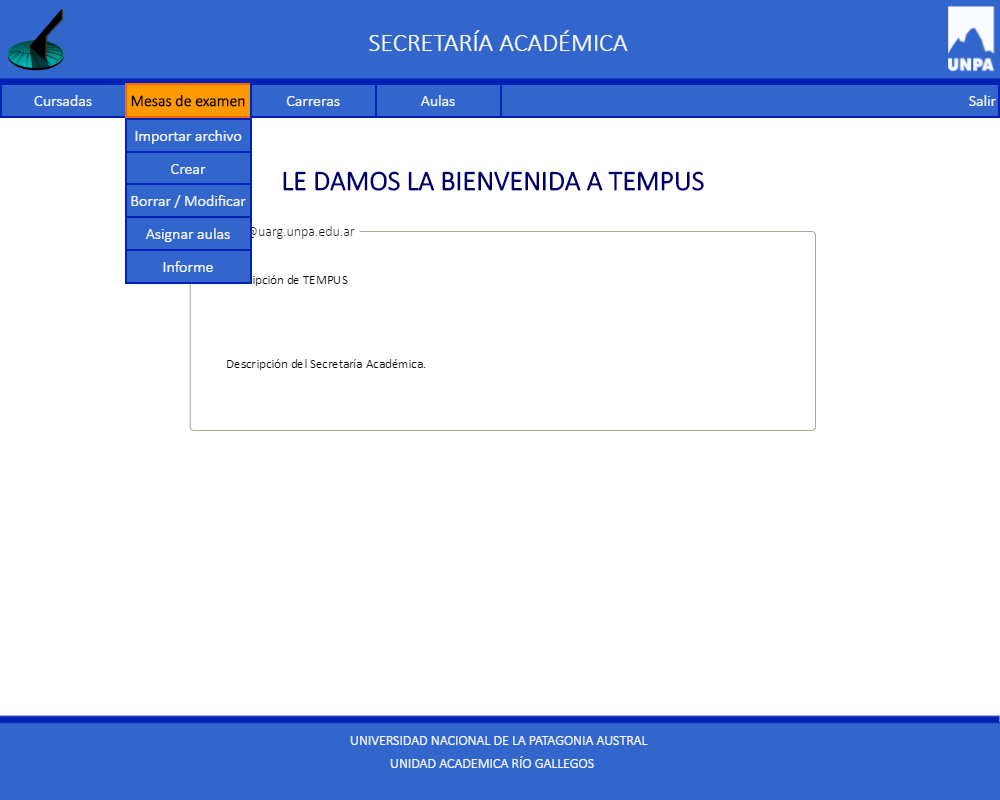 SECRETARÍA ACADÉMICA
UNPA
Cursadas
Mesas de examen
Carreras
Aulas
Salir
Importar archivo
Crear
Borrar / Modificar
Asignar aulas
Informe
LE DAMOS LA BIENVENIDA A TEMPUS
@uarg.unpa.edu.ar
ipción de TEMPUS
Descripción del Secretaría Académica.
UNIVERSIDAD NACIONAL DE LA PATAGONIA AUSTRAL
UNIDAD ACADEMICA RÍO GALLEGOS